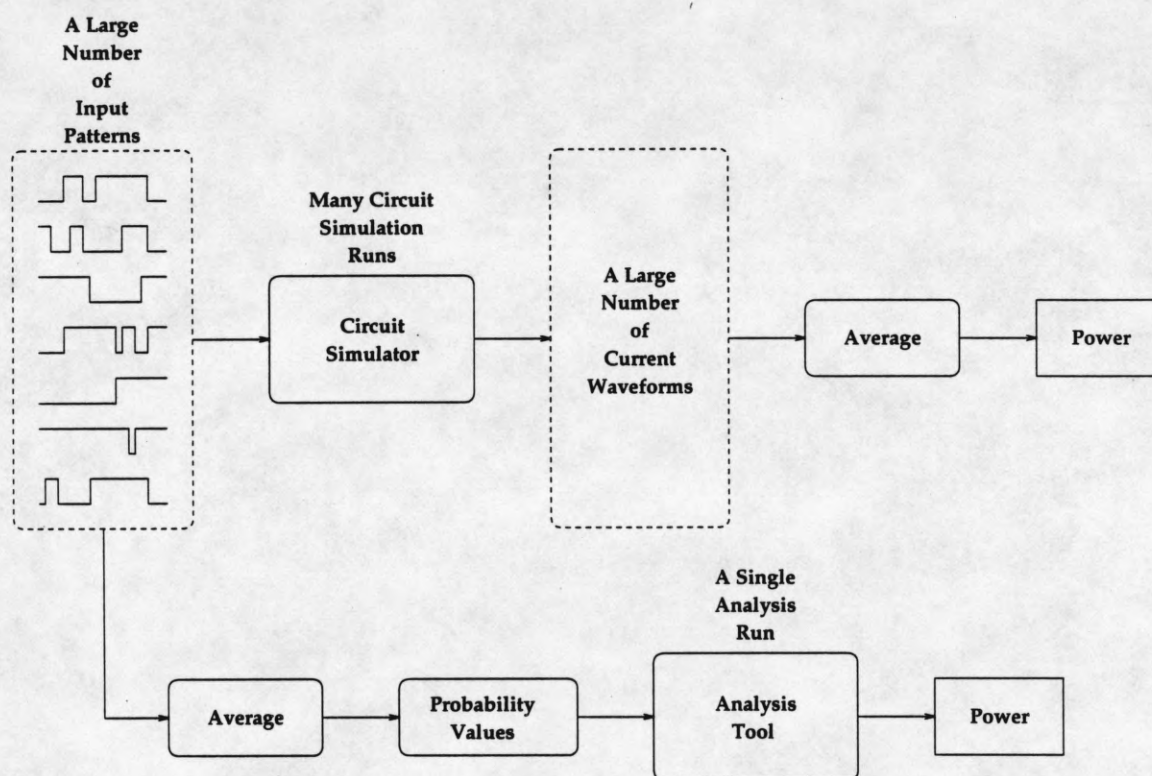 A Large
Number
of
Input
Patterns
Many Circuit
Simulation
Runs
Circuit
Simulator
A Large
Number
of
Current
Waveforms
Average
Power
A Single
Analysis
Run
Average
Probability
Values
Analysis
Tool
Power